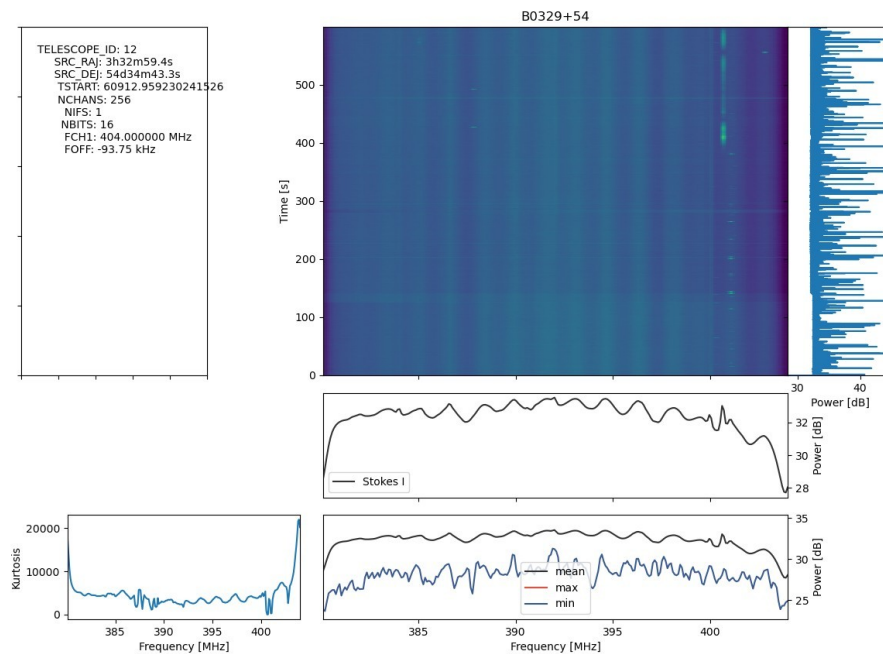 B0329+54
TELESCOPE_ID: 12
SRC_RAJ: 3h32m59.4s
SRC_DEJ: 54d34m43.3s
TSTART: 60912.959230241526
NCHANS: 256
NIFS: 1
NBITS: 16
FCH1: 404.000000 MHz
FOFF: -93.75 kHz
Time [s]
500
400
300
200
100
0
30 40
Power [dB]
Stokes I
32
30
28
Power [dB]
Kurtosis
20000
10000
0
385 390 395 400
Frequency [MHz]
mean
max
min
35
30
25
Power [dB]
385 390 395 400
Frequency [MHz]